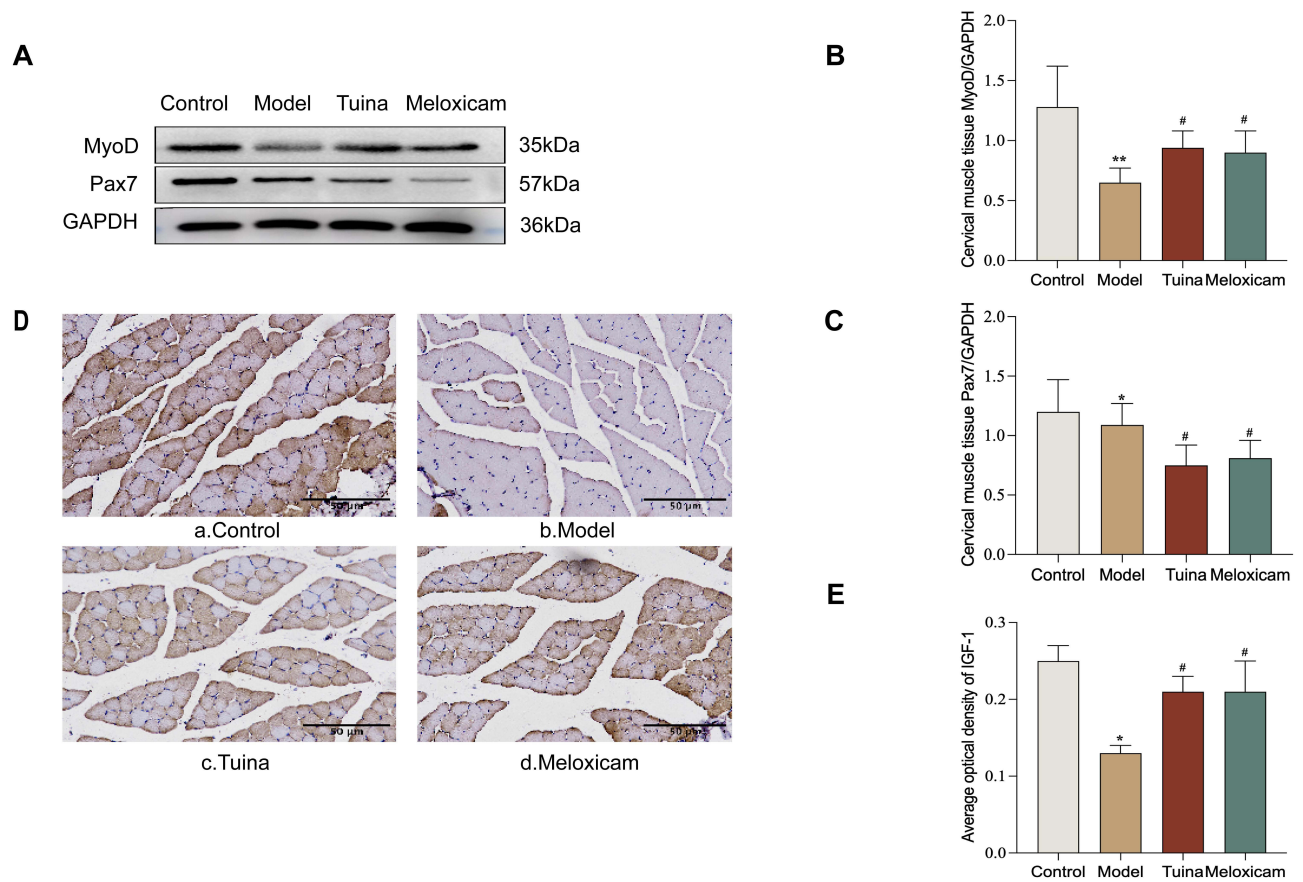 A
Control Model Tuina Meloxicam
MyoD 35kDa
Pax7 57kDa
GAPDH 36kDa
B
Cervical muscle tissue MyoD/GAPDH
2.0
1.5
1.0
0.5
0.0
** # #
Control Model Tuina Meloxicam
C
Cervical muscle tissue Pax7/GAPDH
2.0
1.5
1.0
0.5
0.0
* # #
Control Model Tuina Meloxicam
D
50 μm
a.Control
50 μm
b.Model
50 μm
c.Tuina
50 μm
d.Meloxicam
E
Average optical density of IGF-1
0.3
0.2
0.1
0.0
* # #
Control Model Tuina Meloxicam